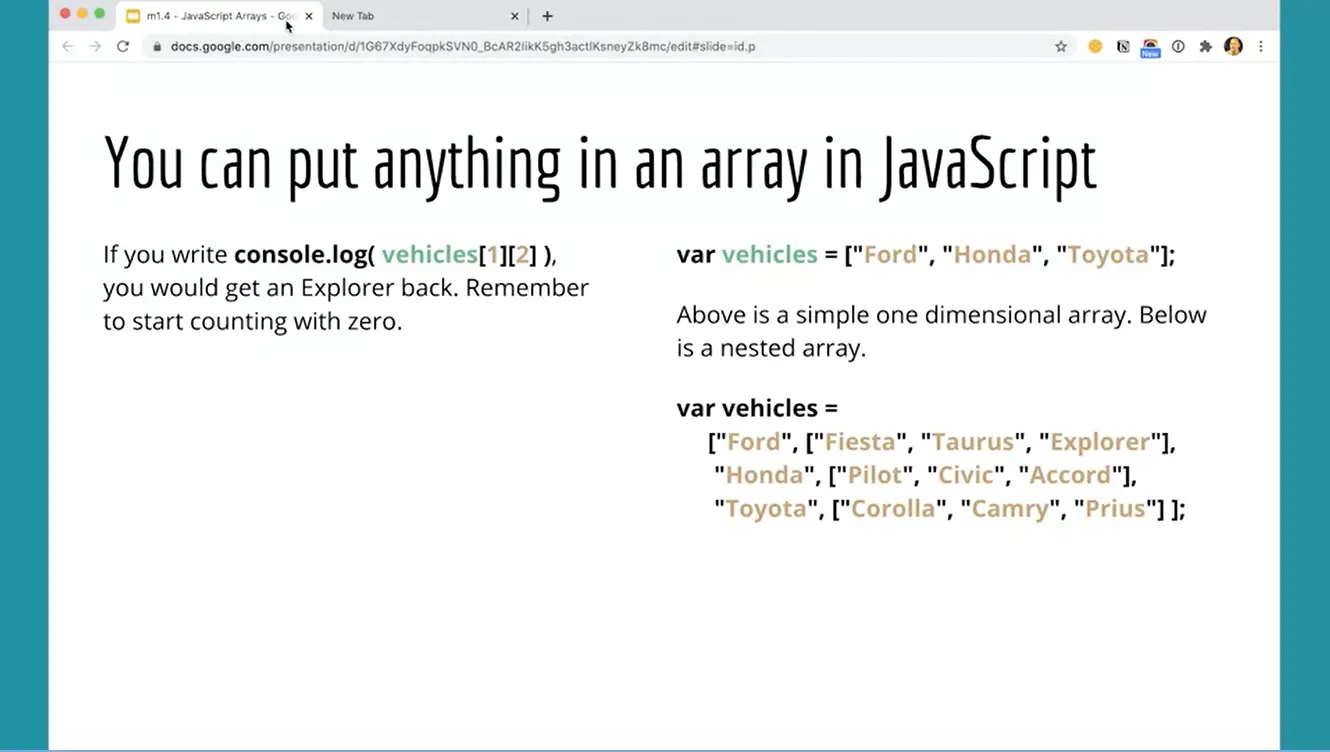 m1.4 - JavaScript Arrays - Goo
New Tab
docs.google.com/presentation/d/1G67XdyFoqpkSVN0_BcAR2IikK5gh3actlKsneyZk8mc/edit#slide=id.p
New
You can put anything in an array in JavaScript
If you write console.log( vehicles[1][2] ),
you would get an Explorer back. Remember
to start counting with zero.
var vehicles = ["Ford", "Honda", "Toyota"];
Above is a simple one dimensional array. Below
is a nested array.
var vehicles =
["Ford", ["Fiesta", "Taurus", "Explorer"],
"Honda", ["Pilot", "Civic", "Accord"],
"Toyota", ["Corolla", "Camry", "Prius"] ];